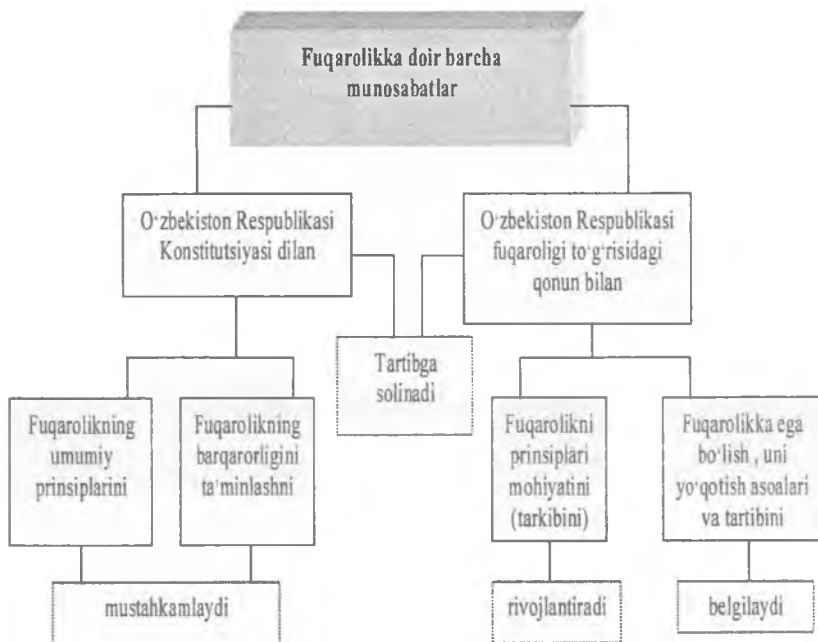 Fuqarolikka doir barcha
munosabatlar
O‘zbekiston Respublikasi
Konstitutsiyasi dilan
O‘zbekiston Respublikasi
fuqaroligi to‘g‘risidagi
qonun bilan
Tartibga
solinadi
Fuqarolikning
umumiy
prinsiplarini
Fuqarolikning
barqarorligini
ta’minlashni
Fuqarolikni
prinsiplari
mohiyatini
(tarkibini)
Fuqarolikka ega
bo‘lish , uni
yo‘qotish asoalari
va tartibini
mustahkamlaydi
rivojlantiradi
belgilaydi